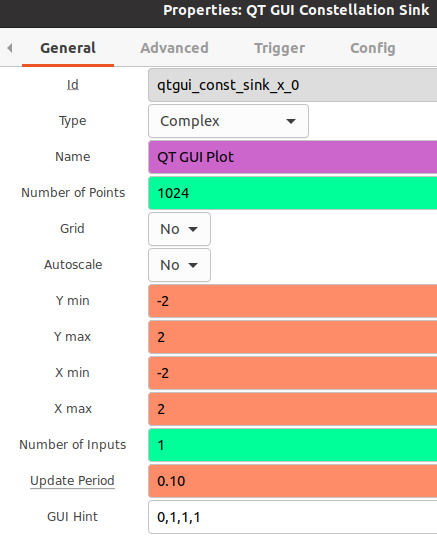 Properties: QT GUI Constellation Sink
General Advanced Trigger Config
Id qtgui_const_sink_x_0
Type Complex
Name QT GUI Plot
Number of Points 1024
Grid No
Autoscale No
Y min -2
Y max 2
X min -2
X max 2
Number of Inputs 1
Update Period 0.10
GUI Hint 0,1,1,1